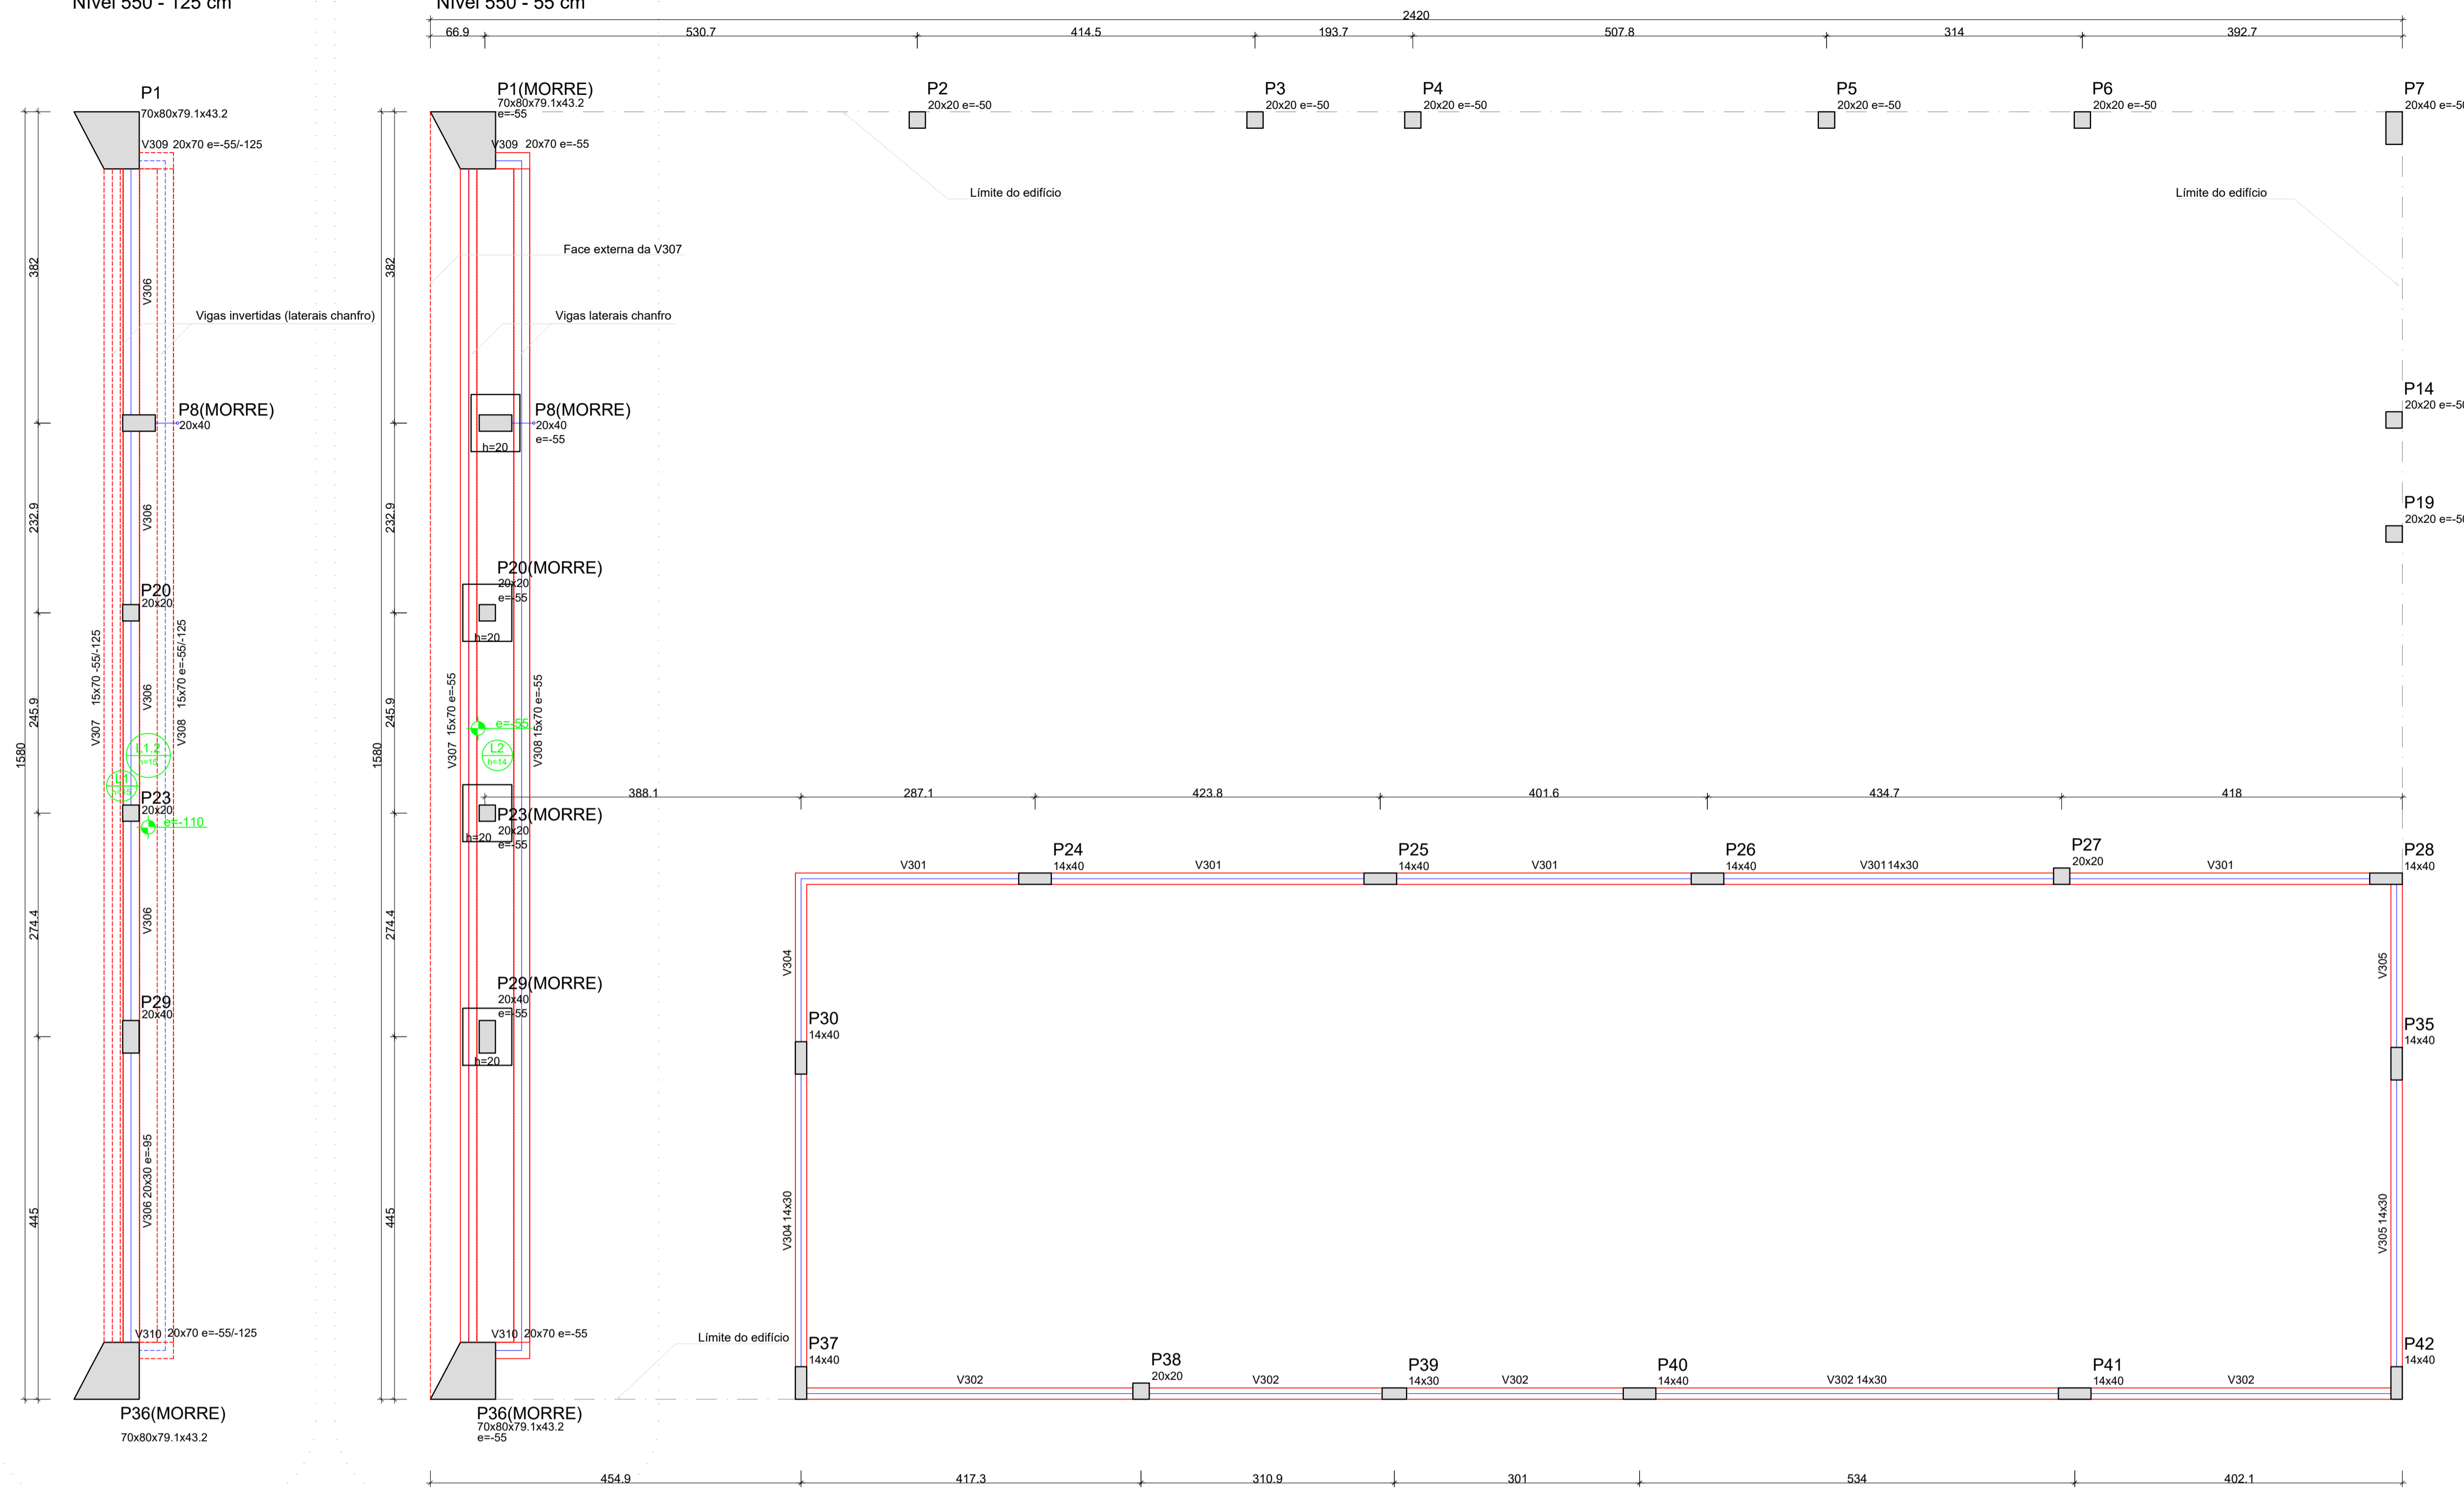 Nível 550 - 125 cm
Nível 550 - 55 cm
2420
66.9
530.7
414.5
193.7
507.8
314
392.7
P1
70x80x79.1x43.2
V309 20x70 e=-55/-125
382
V306
Vigas invertidas (laterais chanfro)
P8(MORRE)
20x40
232.9
V306
P20
20x20
V307 15x70 -55/-125
V308 15x70 e=-55/-125
245.9
V306
1580
L1.2
h=15
L1
h=15
P23
20x20
e=-110
274.4
V306
P29
20x40
V306 20x30 e=-95
445
V310 20x70 e=-55/-125
P36(MORRE)
70x80x79.1x43.2
P1(MORRE)
70x80x79.1x43.2
e=-55
V309 20x70 e=-55
382
Face externa da V307
Vigas laterais chanfro
P8(MORRE)
20x40
e=-55
h=20
232.9
P20(MORRE)
20x20
e=-55
h=20
245.9
1580
V307 15x70 e=-55
V308 15x70 e=-55
e=-55
L2
h=14
P23(MORRE)
20x20
e=-55
h=20
274.4
P29(MORRE)
20x40
e=-55
h=20
445
V310 20x70 e=-55
P36(MORRE)
70x80x79.1x43.2
e=-55
P2
20x20 e=-50
P3
20x20 e=-50
P4
20x20 e=-50
P5
20x20 e=-50
P6
20x20 e=-50
P7
20x40 e=-50
Límite do edifício
Límite do edifício
P14
20x20 e=-50
P19
20x20 e=-50
388.1
287.1
423.8
401.6
434.7
418
V301
P24
14x40
V301
P25
14x40
V301
P26
14x40
V301 14x30
P27
20x20
V301
P28
14x40
V304
V305
P30
14x40
P35
14x40
V304 14x30
V305 14x30
Límite do edifício
P37
14x40
V302
P38
20x20
V302
P39
14x30
V302
P40
14x40
V302 14x30
P41
14x40
V302
P42
14x40
454.9
417.3
310.9
301
534
402.1